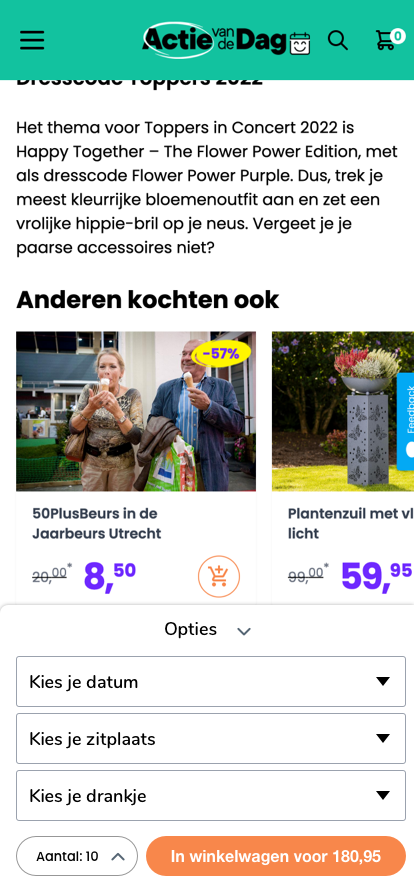 Actie van de Dag
0
Dresscode Toppers 2022
Het thema voor Toppers in Concert 2022 is
Happy Together – The Flower Power Edition, met
als dresscode Flower Power Purple. Dus, trek je
meest kleurrijke bloemenoutfit aan en zet een
vrolijke hippie-bril op je neus. Vergeet je je
paarse accessoires niet?
Anderen kochten ook
-57%
Feedback
50PlusBeurs in de
Jaarbeurs Utrecht
20,00* 8,50
Plantenzuil met vl
licht
99,00* 59,95
Opties
Kies je datum
Kies je zitplaats
Kies je drankje
Aantal: 10
In winkelwagen voor 180,95